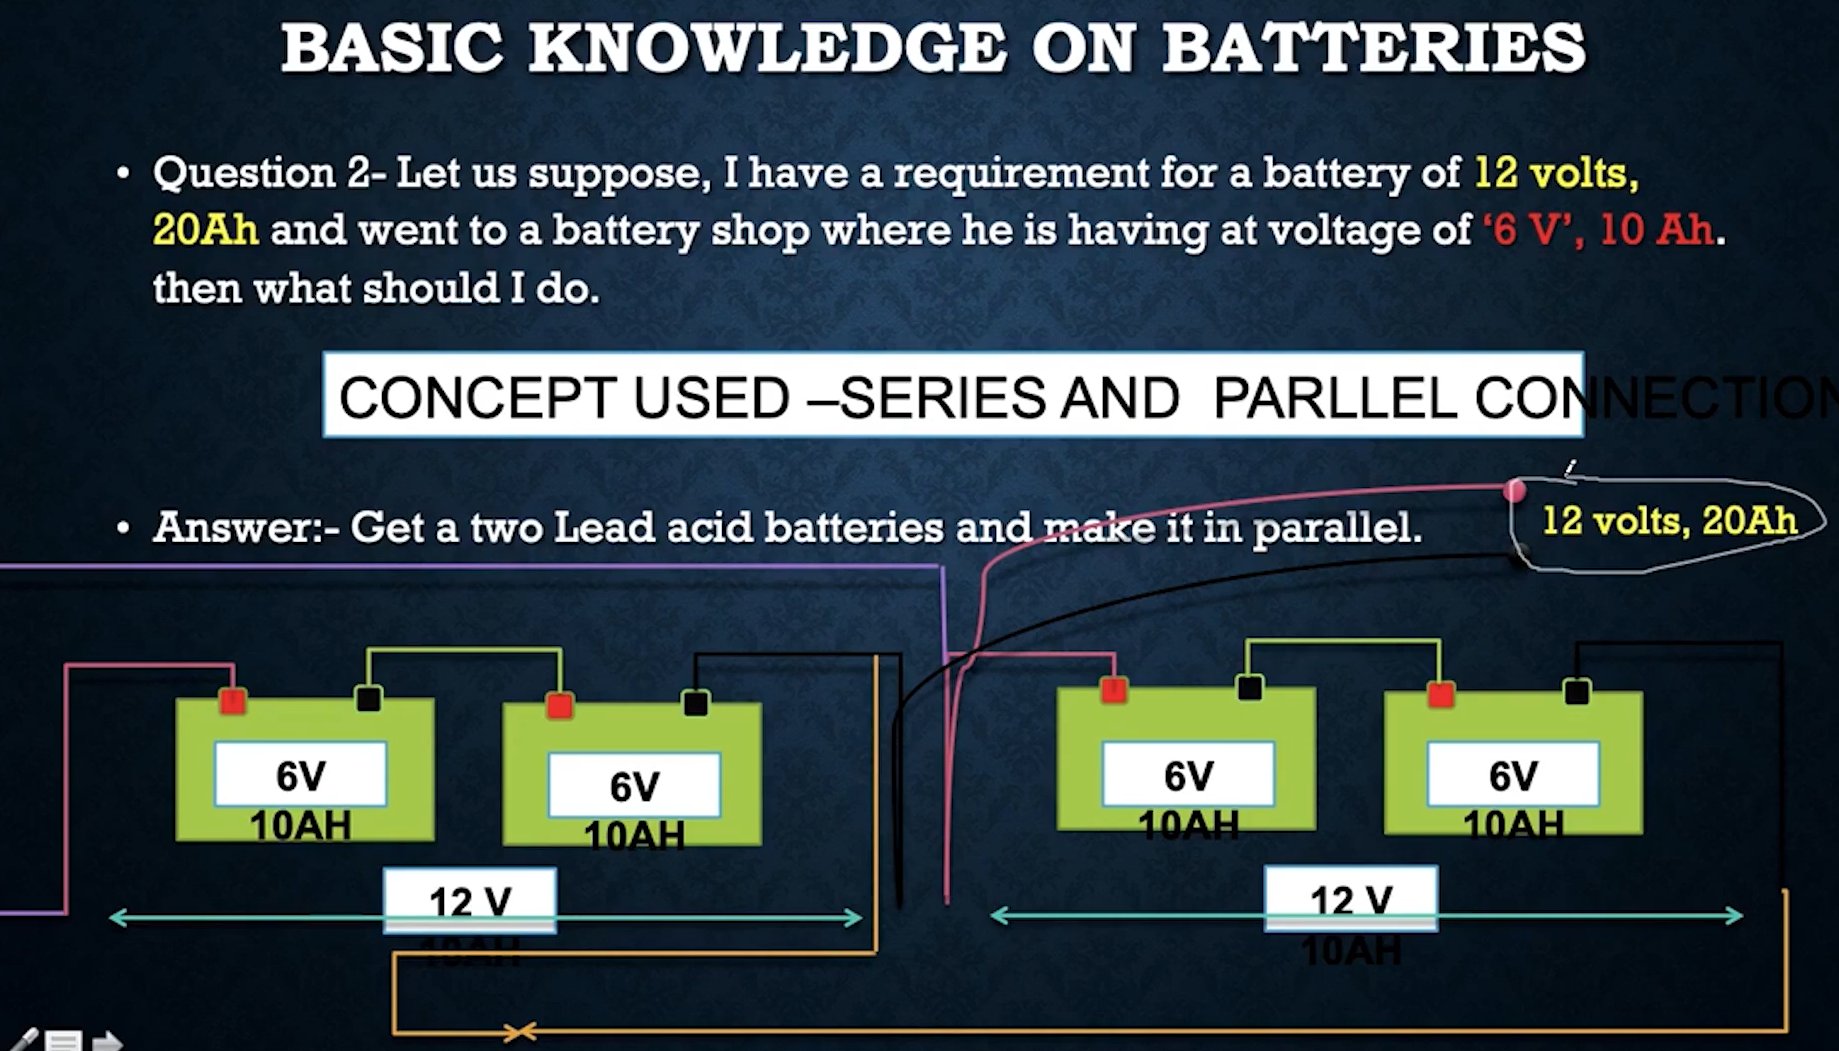 BASIC KNOWLEDGE ON BATTERIES
• Question 2- Let us suppose, I have a requirement for a battery of 12 volts,
20Ah and went to a battery shop where he is having at voltage of ‘6 V’, 10 Ah.
then what should I do.
CONCEPT USED –SERIES AND PARLLEL CONNECTION
• Answer:- Get a two Lead acid batteries and make it in parallel.
12 volts, 20Ah
6V
10AH
6V
10AH
6V
10AH
6V
10AH
12 V
10AH
12 V
10AH